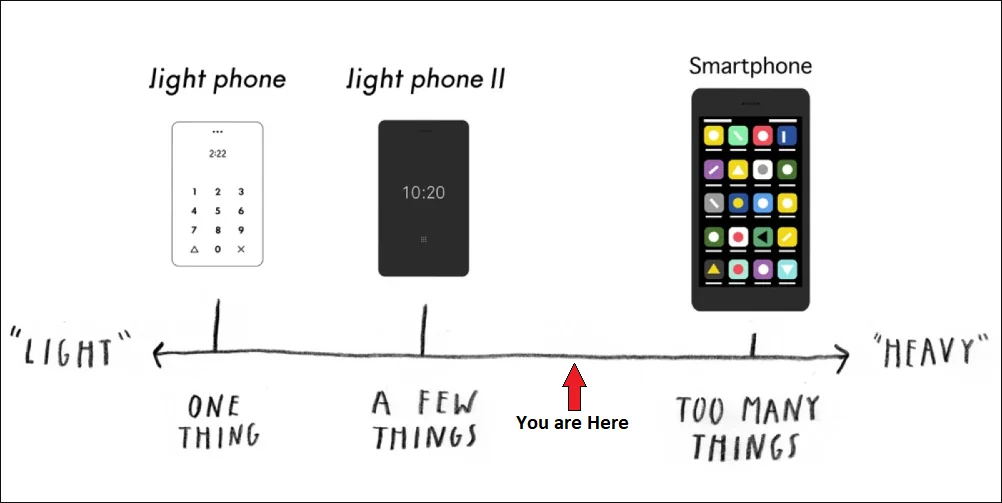 light phone
light phone II
Smartphone
2:22
1 2 3
4 5 6
7 8 9
0 ×
10:20
"LIGHT"
"HEAVY"
ONE
THING
A FEW
THINGS
You are Here
TOO MANY
THINGS